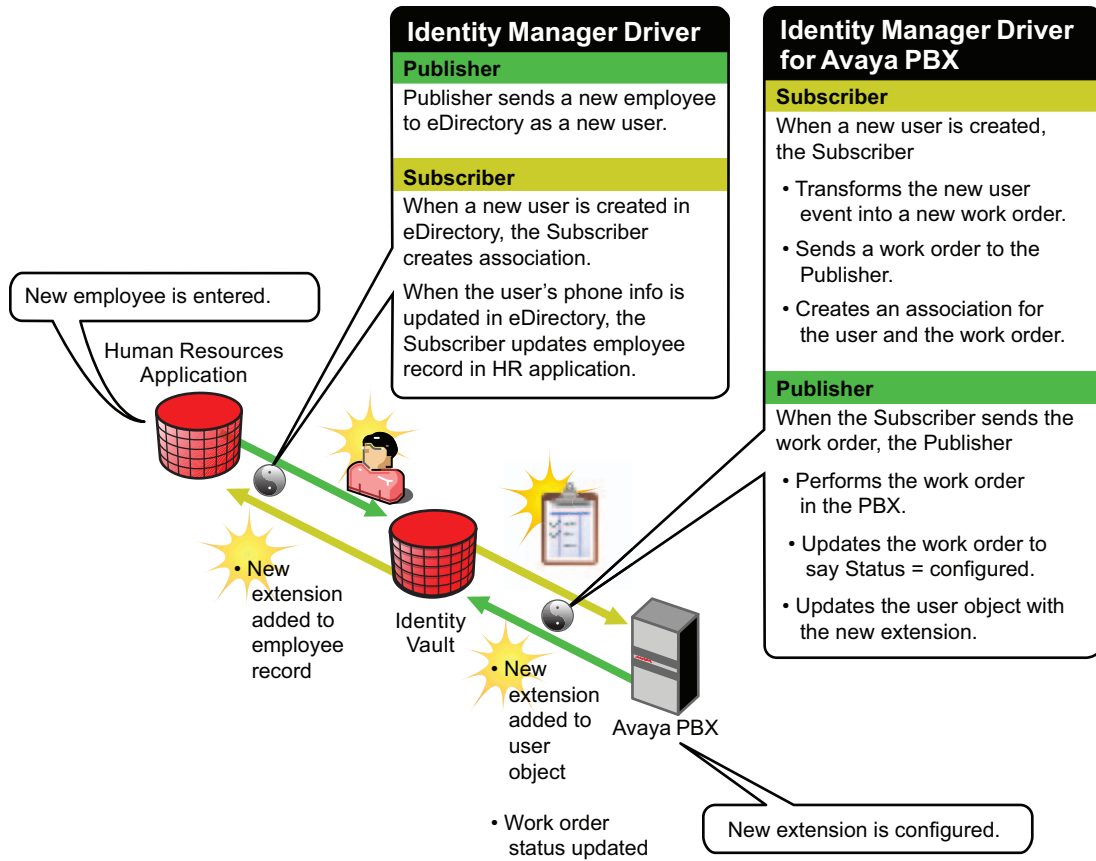 Identity Manager Driver
Publisher
Publisher sends a new employee
to eDirectory as a new user.
Subscriber
When a new user is created in
eDirectory, the Subscriber
creates association.
When the user's phone info is
updated in eDirectory, the
Subscriber updates employee
record in HR application.
Identity Manager Driver
for Avaya PBX
Subscriber
When a new user is created,
the Subscriber
• Transforms the new user
event into a new work order.
• Sends a work order to the
Publisher.
• Creates an association for
the user and the work order.
Publisher
When the Subscriber sends the
work order, the Publisher
• Performs the work order
in the PBX.
• Updates the work order to
say Status = configured.
• Updates the user object with
the new extension.
New employee is entered.
Human Resources
Application
• New
extension
added to
employee
record
Identity
Vault
• New
extension
added to
user
object
• Work order
status updated
Avaya PBX
New extension is configured.